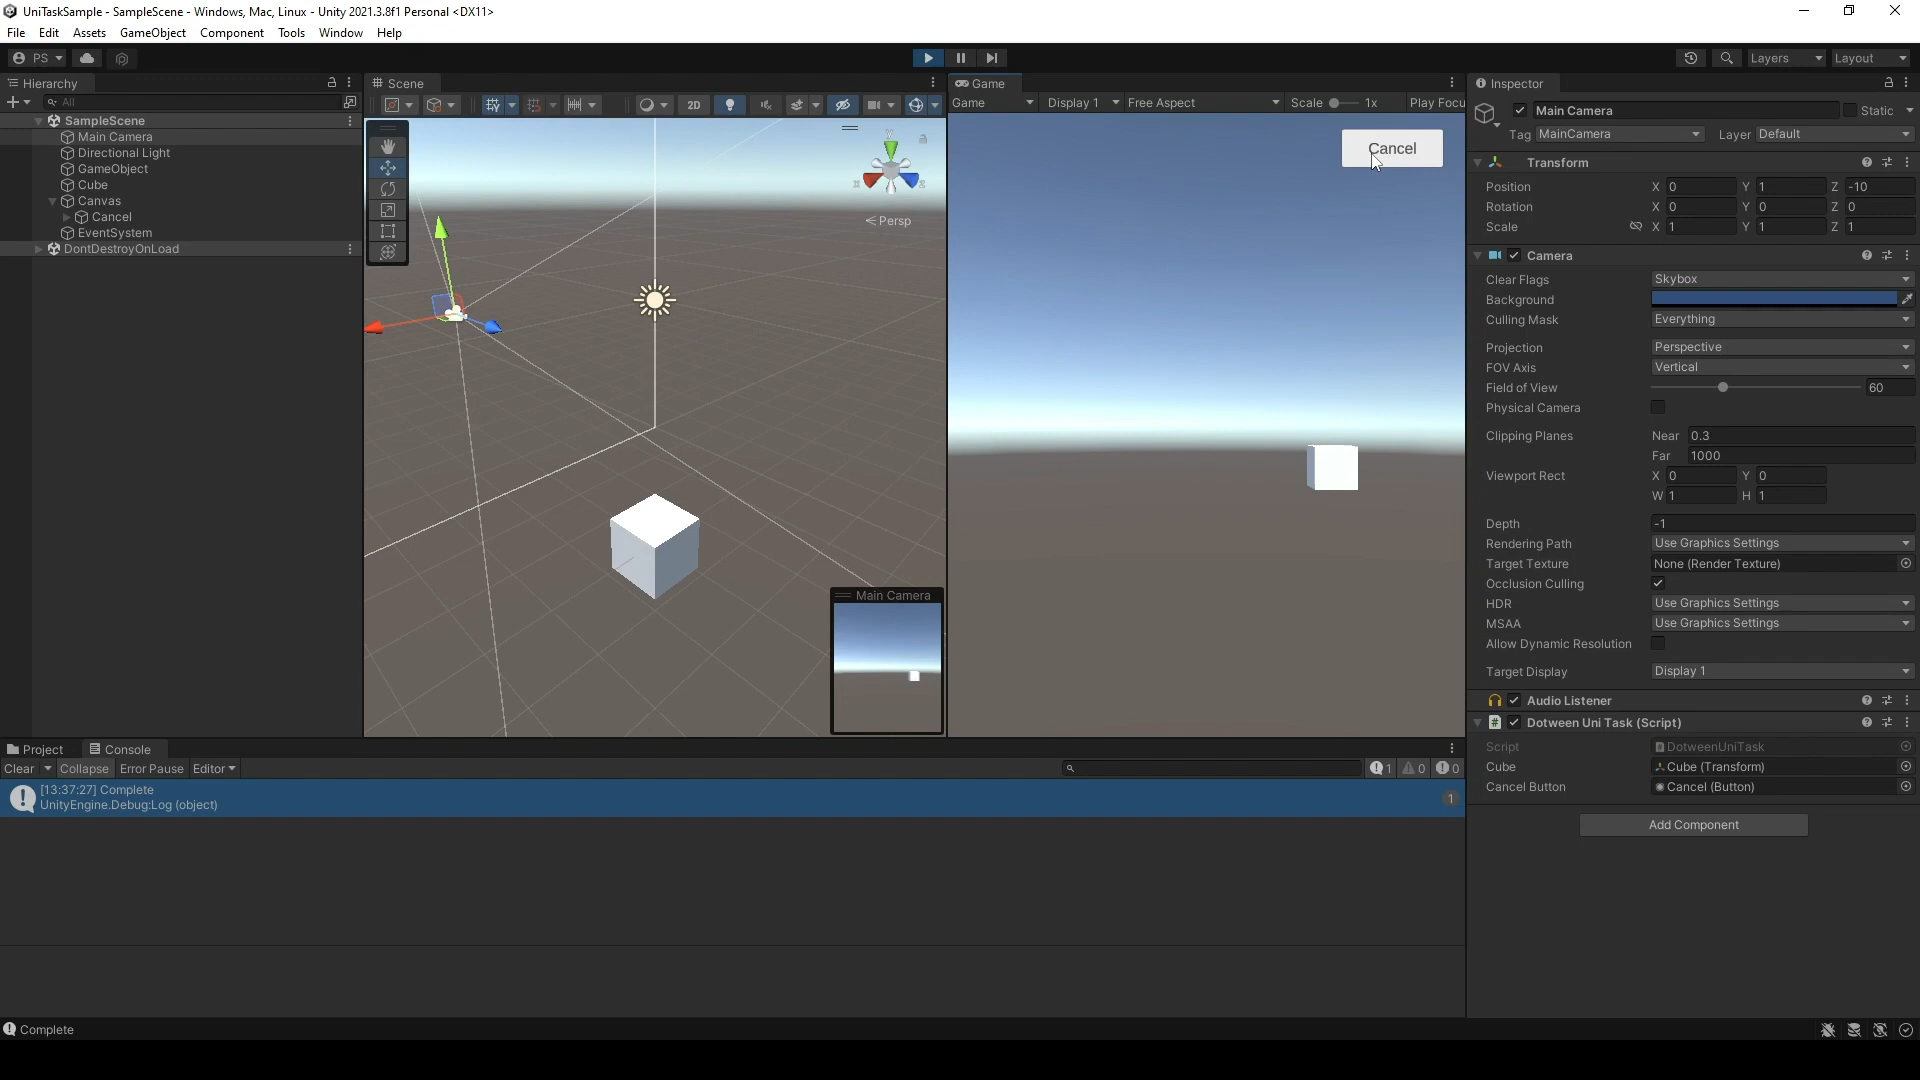 UniTaskSample - SampleScene - Windows, Mac, Linux - Unity 2021.3.8f1 Personal <DX11>
File Edit Assets GameObject Component Tools Window Help
PS Layers Layout
Hierarchy
All
SampleScene
Main Camera
Directional Light
GameObject
Cube
Canvas
Cancel
EventSystem
DontDestroyOnLoad
Scene
2D
y
x
z
Persp
Main Camera
Game
Game Display 1 Free Aspect Scale 1x Play Focu
Cancel
Inspector
Main Camera Static
Tag MainCamera Layer Default
Transform
Position X 0 Y 1 Z -10
Rotation X 0 Y 0 Z 0
Scale X 1 Y 1 Z 1
Camera
Clear Flags Skybox
Background
Culling Mask Everything
Projection Perspective
FOV Axis Vertical
Field of View 60
Physical Camera
Clipping Planes Near 0.3
Far 1000
Viewport Rect X 0 Y 0
W 1 H 1
Depth -1
Rendering Path Use Graphics Settings
Target Texture None (Render Texture)
Occlusion Culling
HDR Use Graphics Settings
MSAA Use Graphics Settings
Allow Dynamic Resolution
Target Display Display 1
Audio Listener
# Dotween Uni Task (Script)
Script DotweenUniTask
Cube Cube (Transform)
Cancel Button Cancel (Button)
Add Component
Project Console
Clear Collapse Error Pause Editor 1 0 0
[13:37:27] Complete
UnityEngine.Debug:Log (object)
1
Complete